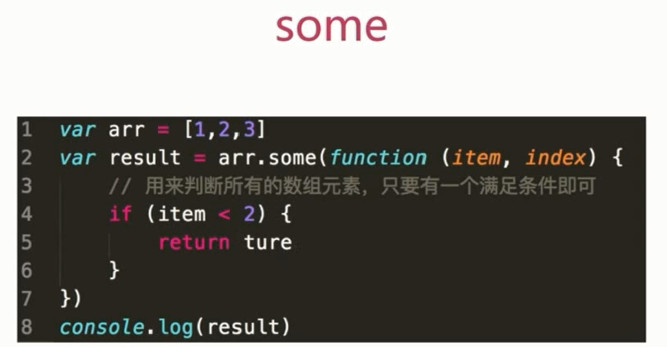 some
1 var arr = [1,2,3]
2 var result = arr.some(function (item, index) {
3 // 用来判断所有的数组元素，只要有一个满足条件即可
4 if (item < 2) {
5 return ture
6 }
7 })
8 console.log(result)